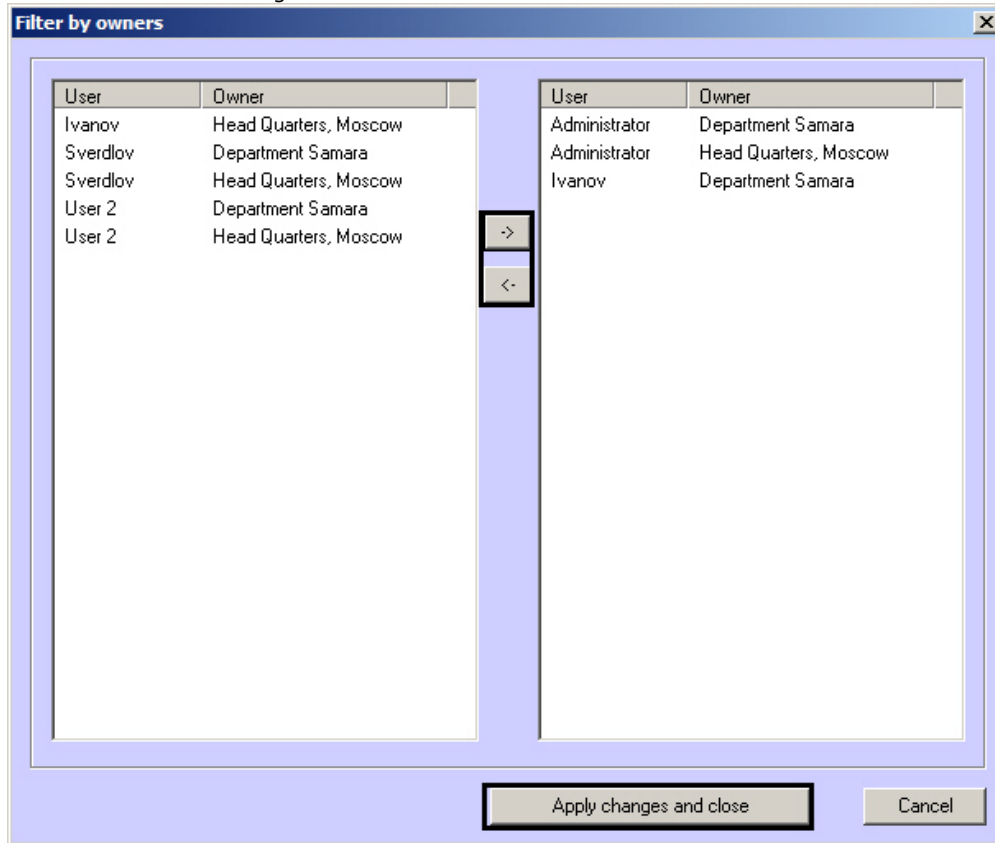 Filter by owners
User Owner
Ivanov Head Quarters, Moscow
Sverdlov Department Samara
Sverdlov Head Quarters, Moscow
User 2 Department Samara
User 2 Head Quarters, Moscow
->
<-
User Owner
Administrator Department Samara
Administrator Head Quarters, Moscow
Ivanov Department Samara
Apply changes and close
Cancel